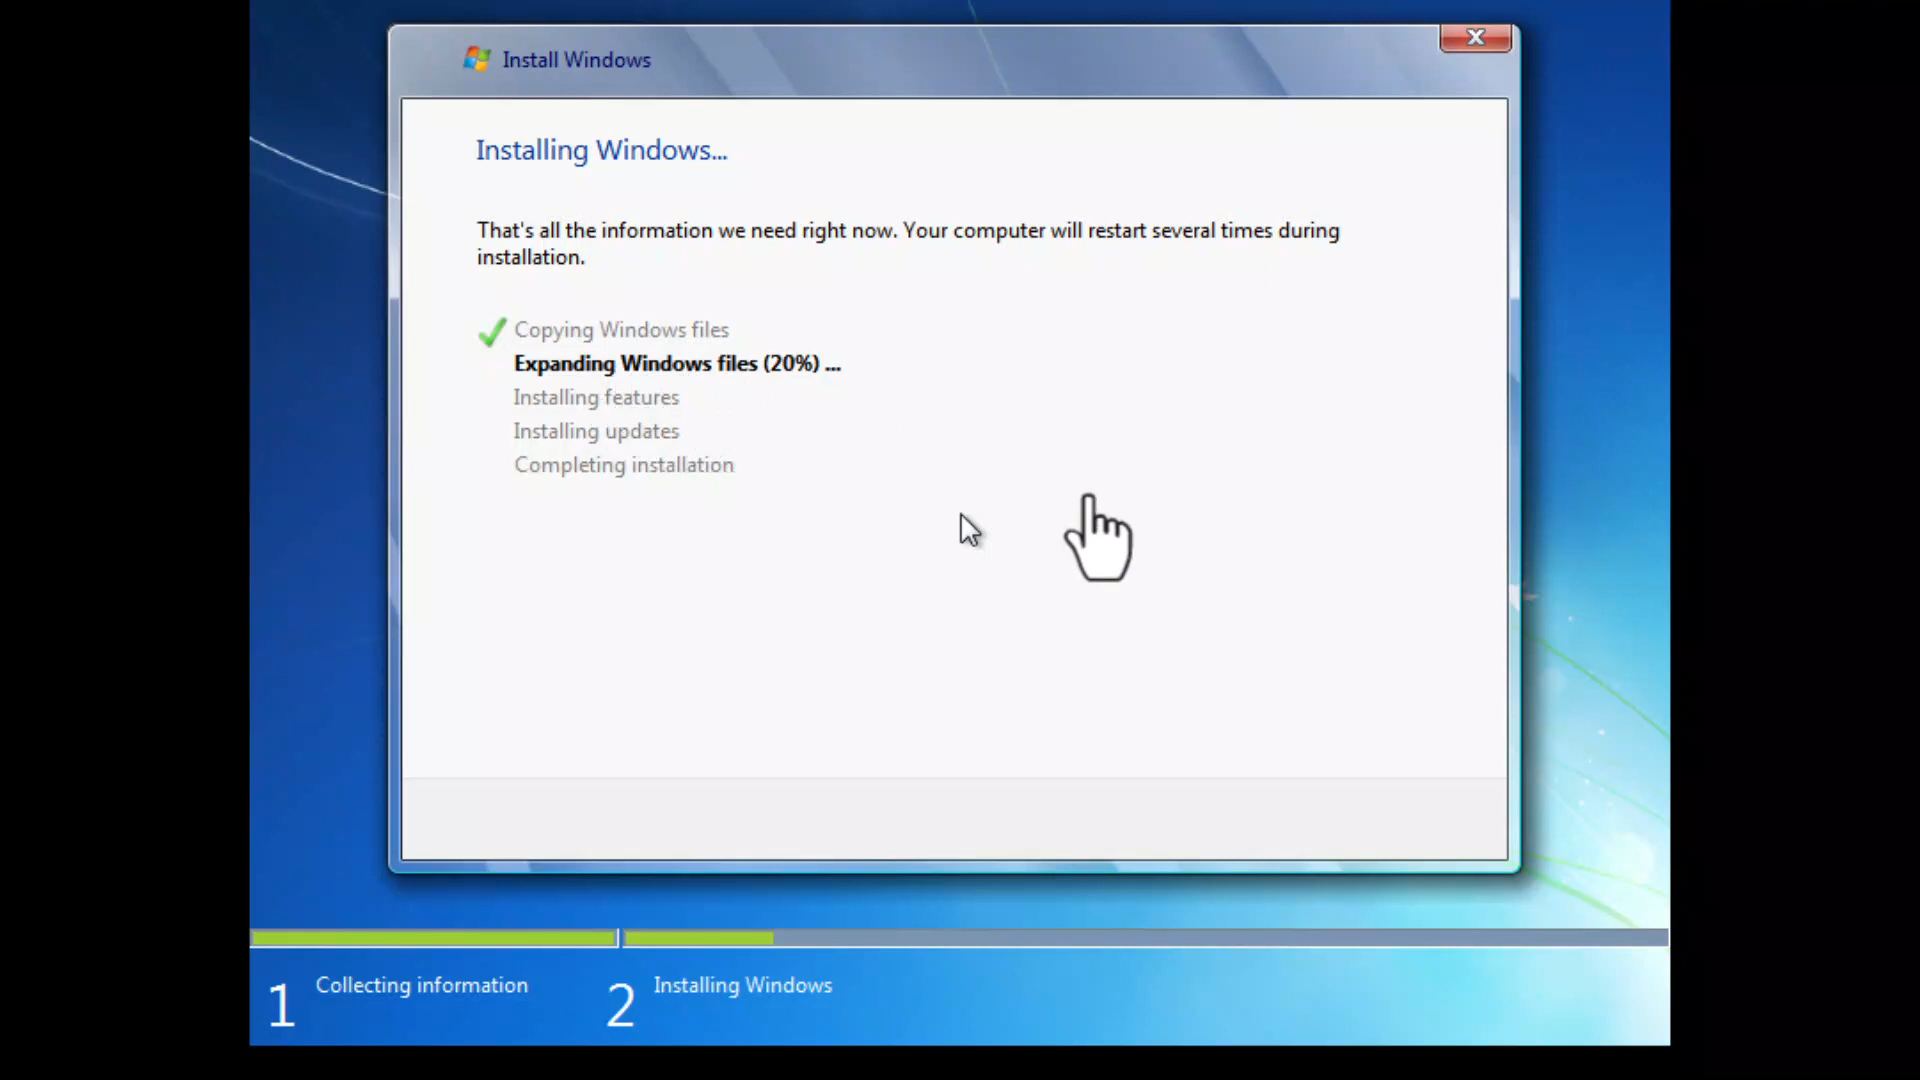 Install Windows
Installing Windows...
That's all the information we need right now. Your computer will restart several times during
installation.
Copying Windows files
Expanding Windows files (20%) ...
Installing features
Installing updates
Completing installation
1 Collecting information
2 Installing Windows